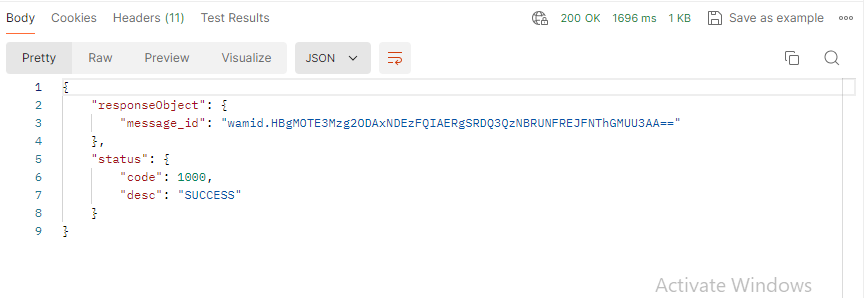 Body Cookies Headers (11) Test Results 200 OK 1696 ms 1 KB Save as example
Pretty Raw Preview Visualize JSON
1 {
2 "responseObject": {
3 "message_id": "wamid.HBgMOTE3Mzg2ODAxNDEzFQIAERgSRDQ3QzNBRUNFREJFNThGMUU3AA=="
4 },
5 "status": {
6 "code": 1000,
7 "desc": "SUCCESS"
8 }
9 }
Activate Windows